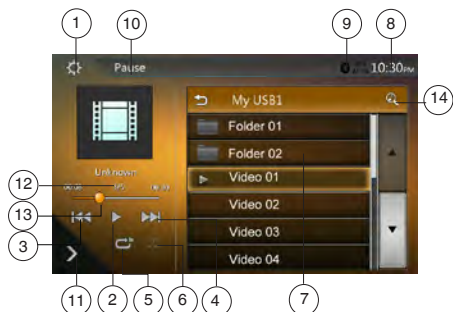 1
10
9
8
Pause
10:30PM
My USB1
14
Folder 01
Folder 02
Unknown
Video 01
12
13
Video 02
3
Video 03
Video 04
11
2
5
6
4
7